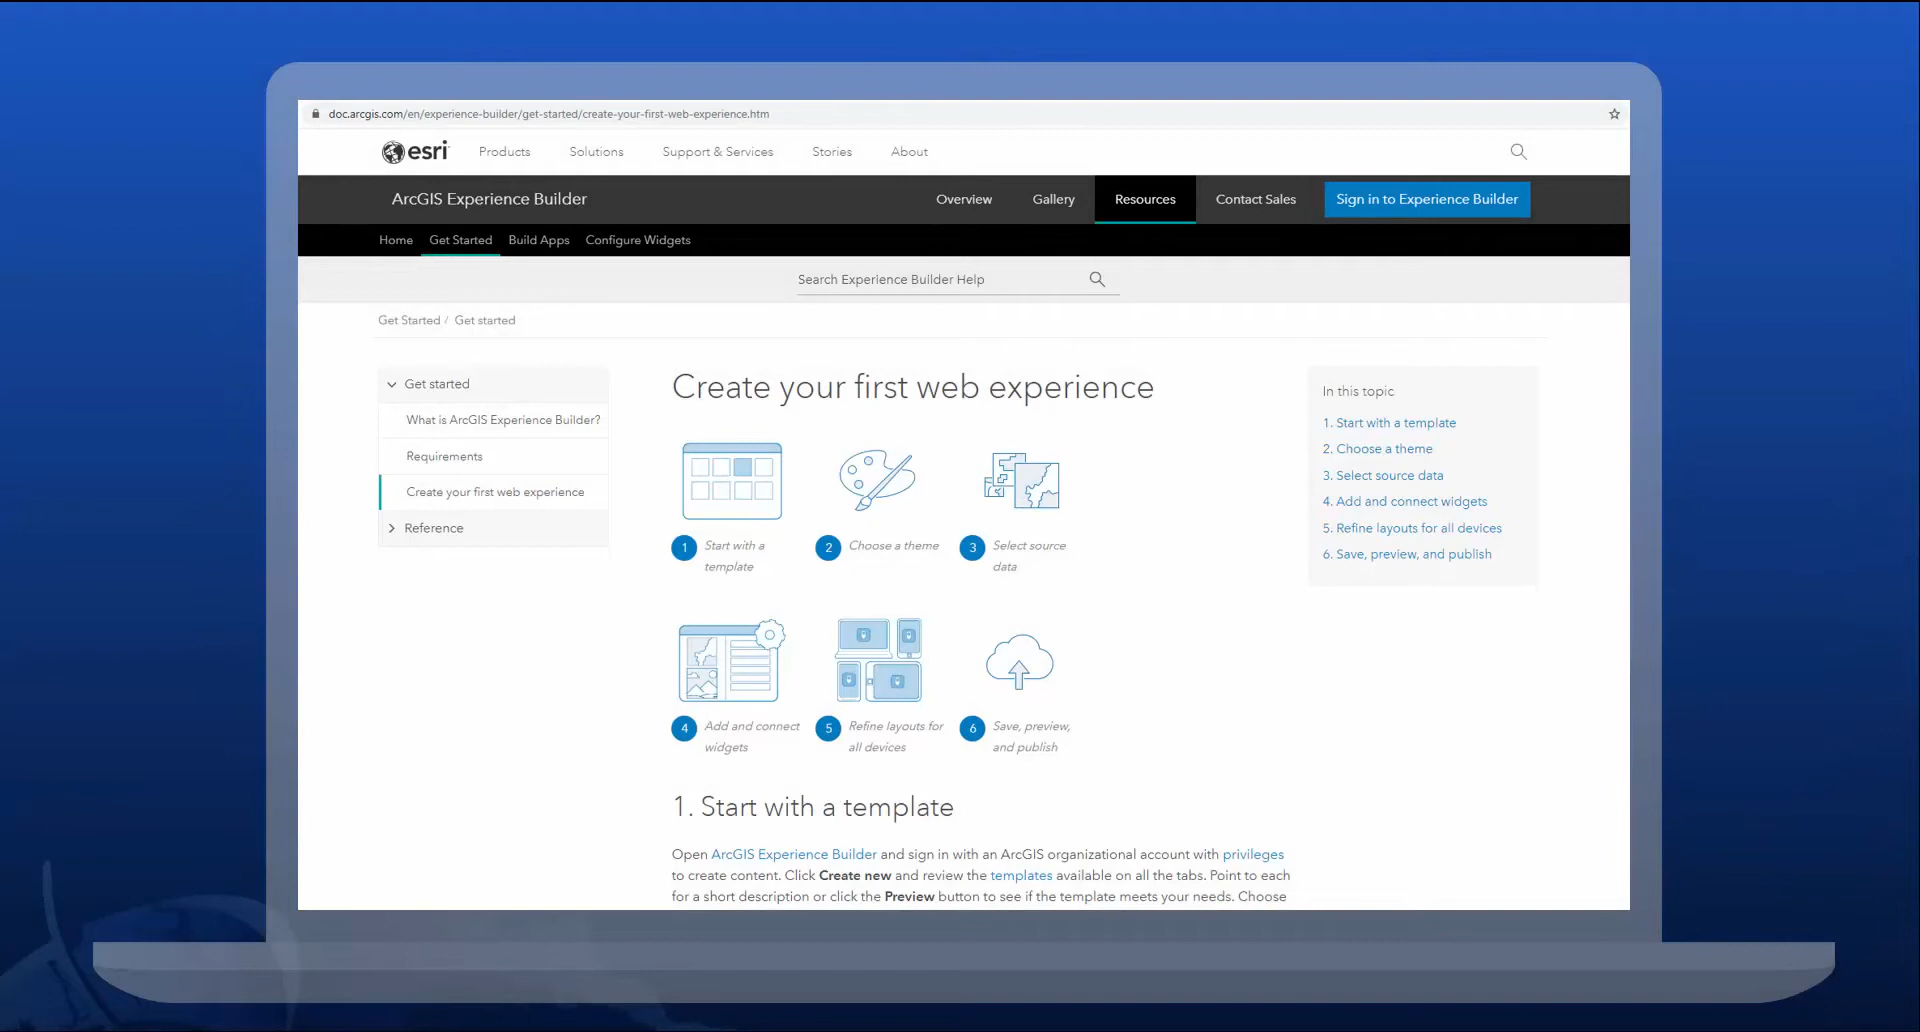 doc.arcgis.com/en/experience-builder/get-started/create-your-first-web-experience.htm
esri Products Solutions Support & Services Stories About
ArcGIS Experience Builder Overview Gallery Resources Contact Sales Sign in to Experience Builder
Home Get Started Build Apps Configure Widgets
Search Experience Builder Help
Get Started / Get started
Get started
What is ArcGIS Experience Builder?
Requirements
Create your first web experience
Reference
Create your first web experience
1 Start with a
template
2 Choose a theme
3 Select source
data
4 Add and connect
widgets
5 Refine layouts for
all devices
6 Save, preview,
and publish
1. Start with a template
Open ArcGIS Experience Builder and sign in with an ArcGIS organizational account with privileges
to create content. Click Create new and review the templates available on all the tabs. Point to each
for a short description or click the Preview button to see if the template meets your needs. Choose
In this topic
1. Start with a template
2. Choose a theme
3. Select source data
4. Add and connect widgets
5. Refine layouts for all devices
6. Save, preview, and publish